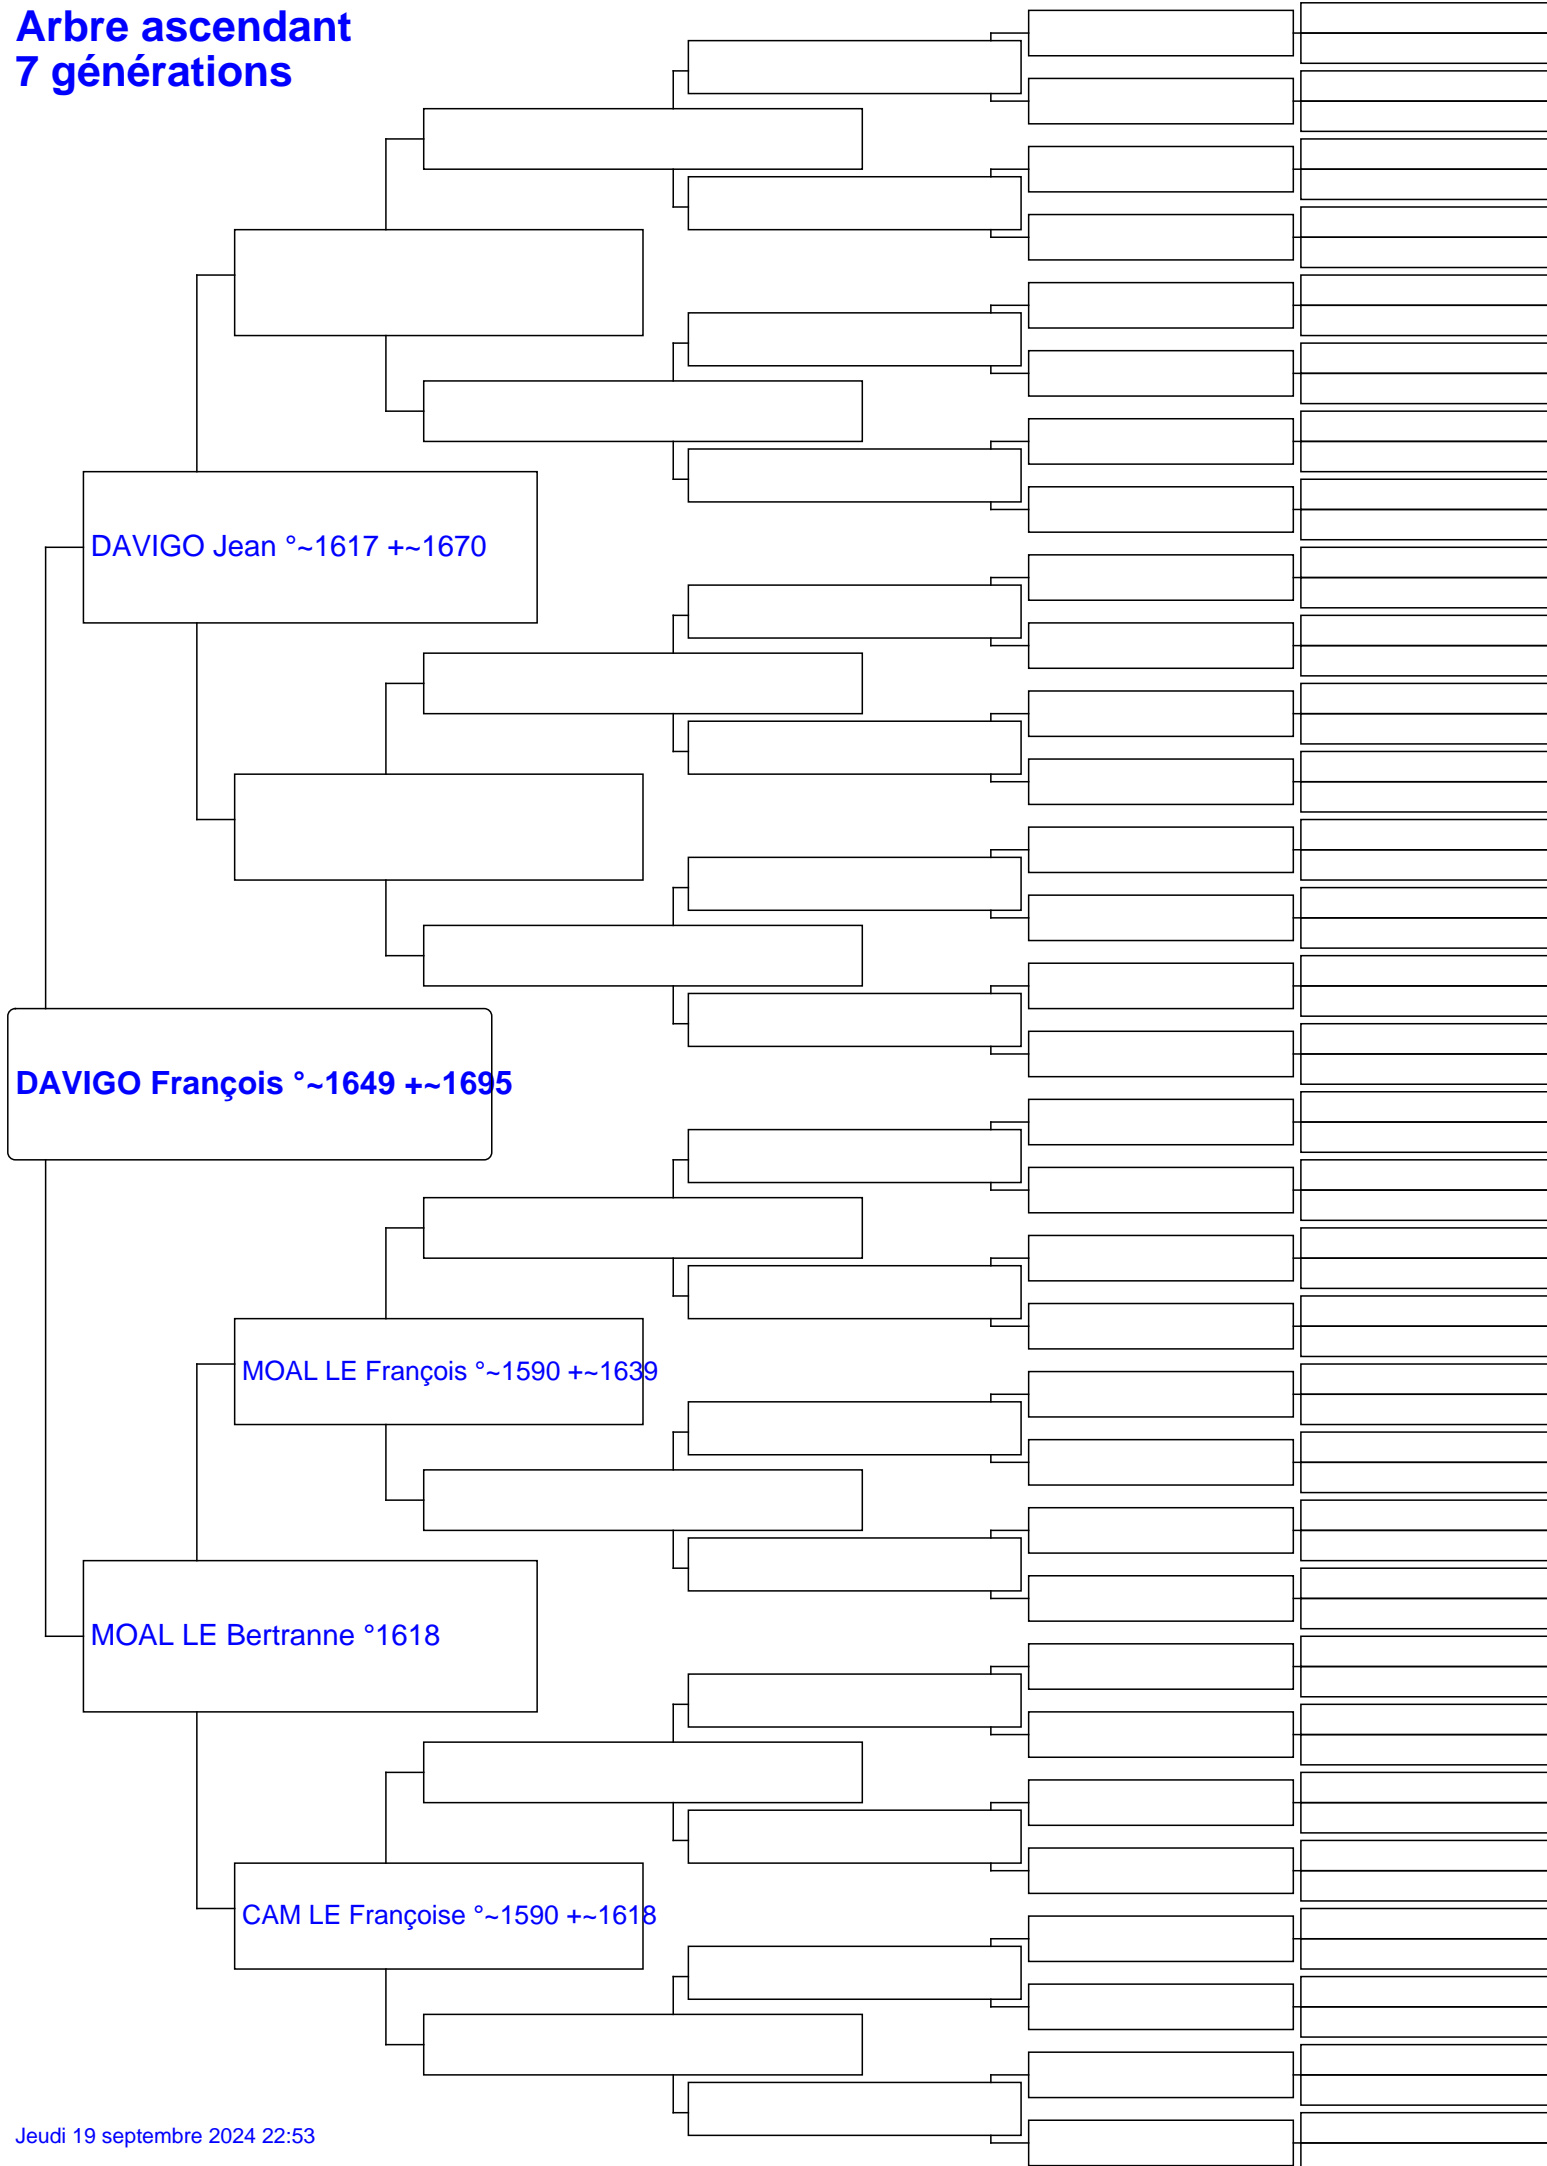 Arbre ascendant
7 générations
DAVIGO Jean °~1617 +~1670
DAVIGO François °~1649 +~1695
MOAL LE François °~1590 +~1639
MOAL LE Bertranne °1618
CAM LE Françoise °~1590 +~1618
Jeudi 19 septembre 2024 22:53